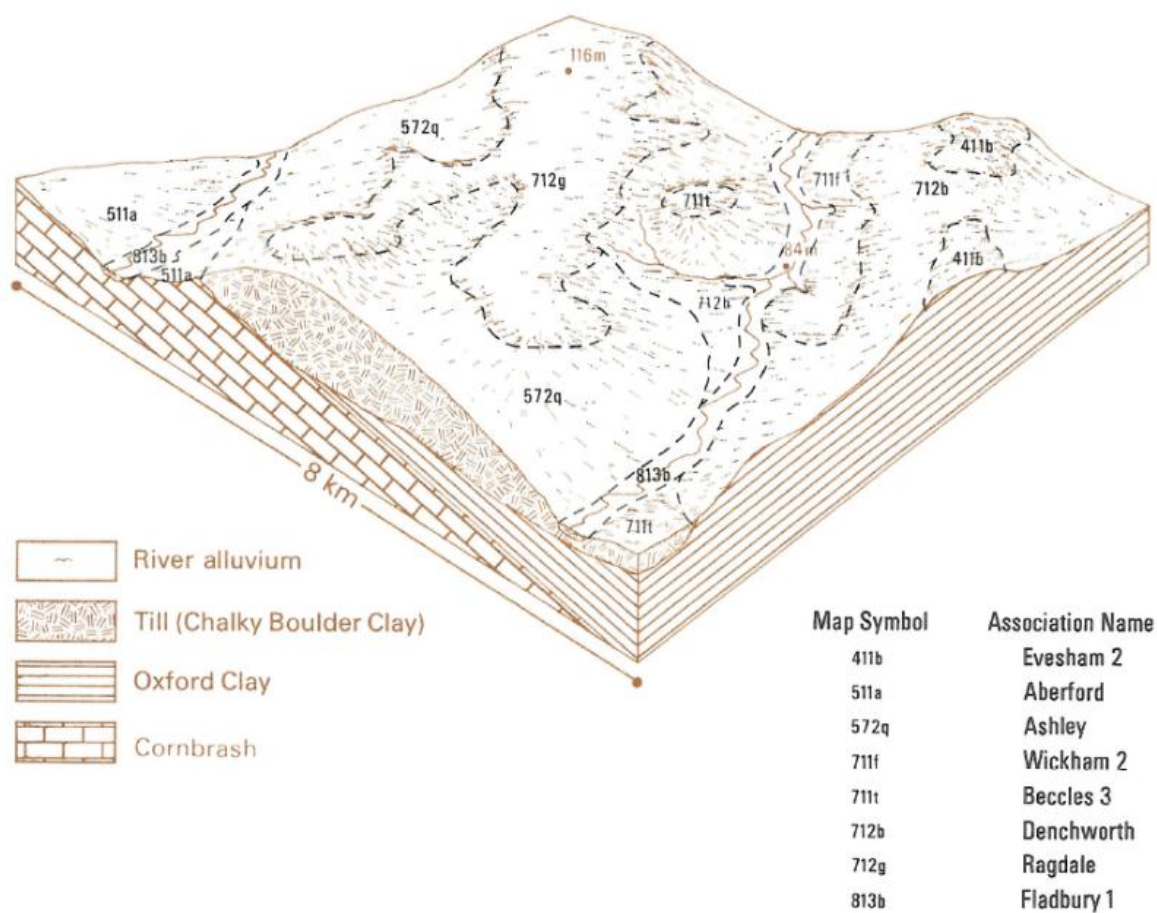 116m
572q
411b
711f
712g
712b
711t
511a
84m
411b
813b
511a
712b
572q
8 km
813b
711t
River alluvium
Till (Chalky Boulder Clay)
Oxford Clay
Cornbrash
Map Symbol Association Name
411b Evesham 2
511a Aberford
572q Ashley
711f Wickham 2
711t Beccles 3
712b Denchworth
712g Ragdale
813b Fladbury 1